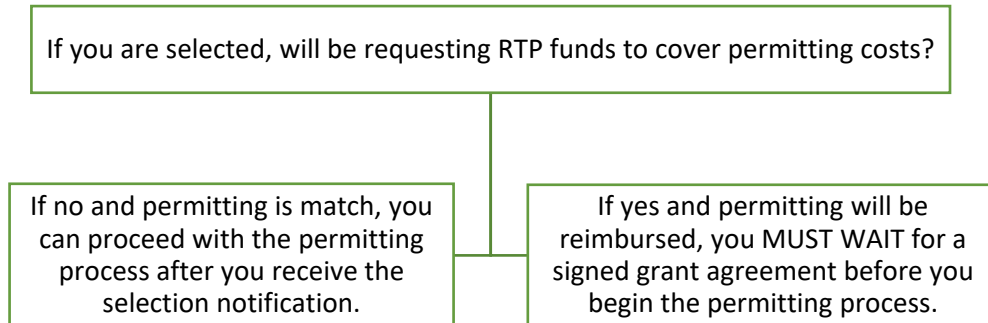 If you are selected, will be requesting RTP funds to cover permitting costs?
If no and permitting is match, you
can proceed with the permitting
process after you receive the
selection notification.
If yes and permitting will be
reimbursed, you MUST WAIT for a
signed grant agreement before you
begin the permitting process.